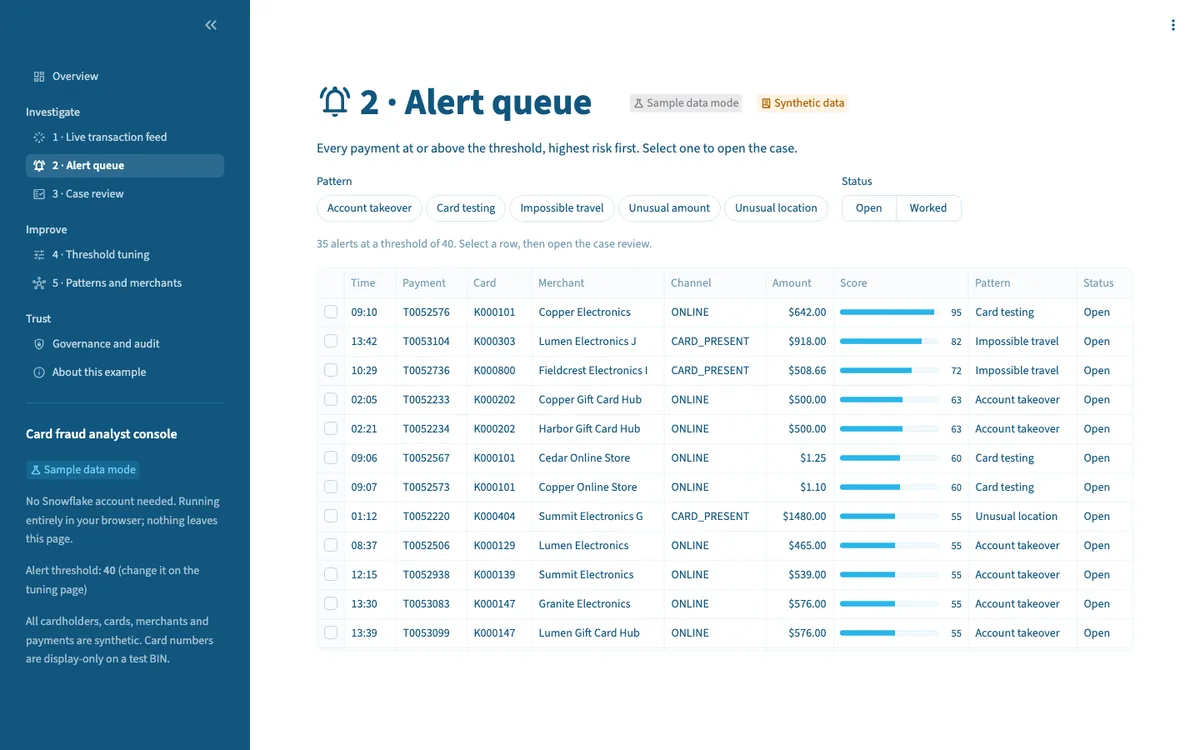 Overview
Investigate
1 · Live transaction feed
2 · Alert queue
3 · Case review
Improve
4 · Threshold tuning
5 · Patterns and merchants
Trust
Governance and audit
About this example
Card fraud analyst console
Sample data mode
No Snowflake account needed. Running
entirely in your browser; nothing leaves
this page.
Alert threshold: 40 (change it on the
tuning page)
All cardholders, cards, merchants and
payments are synthetic. Card numbers
are display-only on a test BIN.
2 · Alert queue
Sample data mode
Synthetic data
Every payment at or above the threshold, highest risk first. Select one to open the case.
Pattern
Status
Account takeover Card testing Impossible travel Unusual amount Unusual location Open Worked
35 alerts at a threshold of 40. Select a row, then open the case review.
Time Payment Card Merchant Channel Amount Score Pattern Status
09:10 T0052576 K000101 Copper Electronics ONLINE $642.00 95 Card testing Open
13:42 T0053104 K000303 Lumen Electronics J CARD_PRESENT $918.00 82 Impossible travel Open
10:29 T0052736 K000800 Fieldcrest Electronics I CARD_PRESENT $508.66 72 Impossible travel Open
02:05 T0052233 K000202 Copper Gift Card Hub ONLINE $500.00 63 Account takeover Open
02:21 T0052234 K000202 Harbor Gift Card Hub ONLINE $500.00 63 Account takeover Open
09:06 T0052567 K000101 Cedar Online Store ONLINE $1.25 60 Card testing Open
09:07 T0052573 K000101 Copper Online Store ONLINE $1.10 60 Card testing Open
01:12 T0052220 K000404 Summit Electronics G CARD_PRESENT $1480.00 55 Unusual location Open
08:37 T0052506 K000129 Lumen Electronics ONLINE $465.00 55 Account takeover Open
12:15 T0052938 K000139 Summit Electronics ONLINE $539.00 55 Account takeover Open
13:30 T0053083 K000147 Granite Electronics ONLINE $576.00 55 Account takeover Open
13:39 T0053099 K000147 Lumen Gift Card Hub ONLINE $576.00 55 Account takeover Open